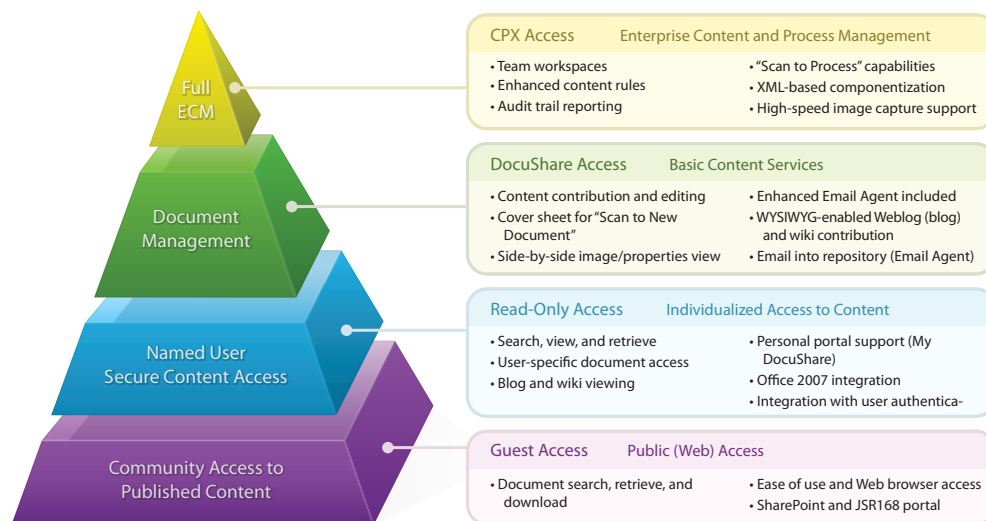 Full
ECM
CPX Access Enterprise Content and Process Management
• Team workspaces
• Enhanced content rules
• Audit trail reporting
• “Scan to Process” capabilities
• XML-based componentization
• High-speed image capture support
Document
Management
DocuShare Access Basic Content Services
• Content contribution and editing
• Cover sheet for “Scan to New
Document”
• Side-by-side image/properties view
• Enhanced Email Agent included
• WYSIWYG-enabled Weblog (blog)
and wiki contribution
• Email into repository (Email Agent)
Named User
Secure Content Access
Read-Only Access Individualized Access to Content
• Search, view, and retrieve
• User-specific document access
• Blog and wiki viewing
• Personal portal support (My
DocuShare)
• Office 2007 integration
• Integration with user authentica-
Community Access to
Published Content
Guest Access Public (Web) Access
• Document search, retrieve, and
download
• Ease of use and Web browser access
• SharePoint and JSR168 portal